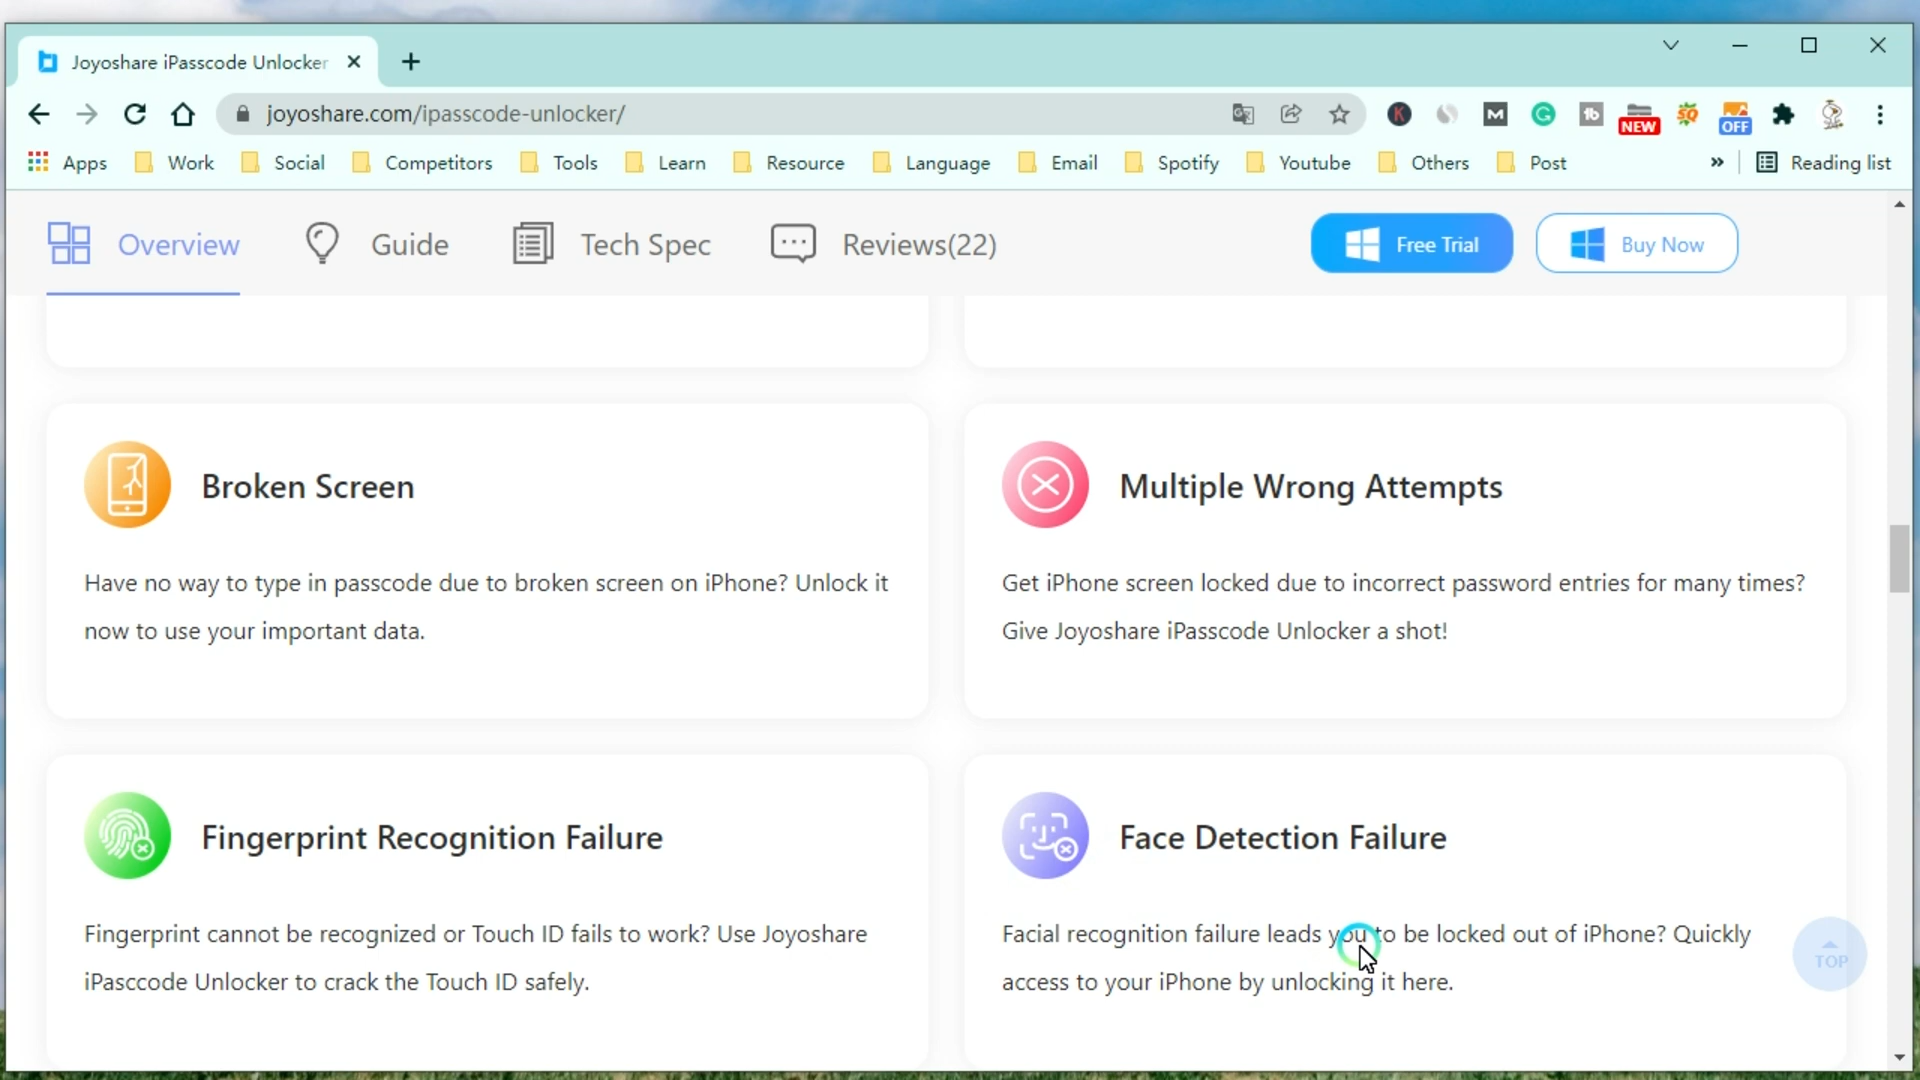 Joyoshare iPasscode Unlocker
joyoshare.com/ipasscode-unlocker/
K
M
G
tb
NEW
SQ
OFF
Apps Work Social Competitors Tools Learn Resource Language Email Spotify Youtube Others Post » Reading list
Overview Guide Tech Spec Reviews(22) Free Trial Buy Now
Broken Screen
Have no way to type in passcode due to broken screen on iPhone? Unlock it
now to use your important data.
Multiple Wrong Attempts
Get iPhone screen locked due to incorrect password entries for many times?
Give Joyoshare iPasscode Unlocker a shot!
Fingerprint Recognition Failure
Fingerprint cannot be recognized or Touch ID fails to work? Use Joyoshare
iPasccode Unlocker to crack the Touch ID safely.
Face Detection Failure
Facial recognition failure leads you to be locked out of iPhone? Quickly
access to your iPhone by unlocking it here.
TOP